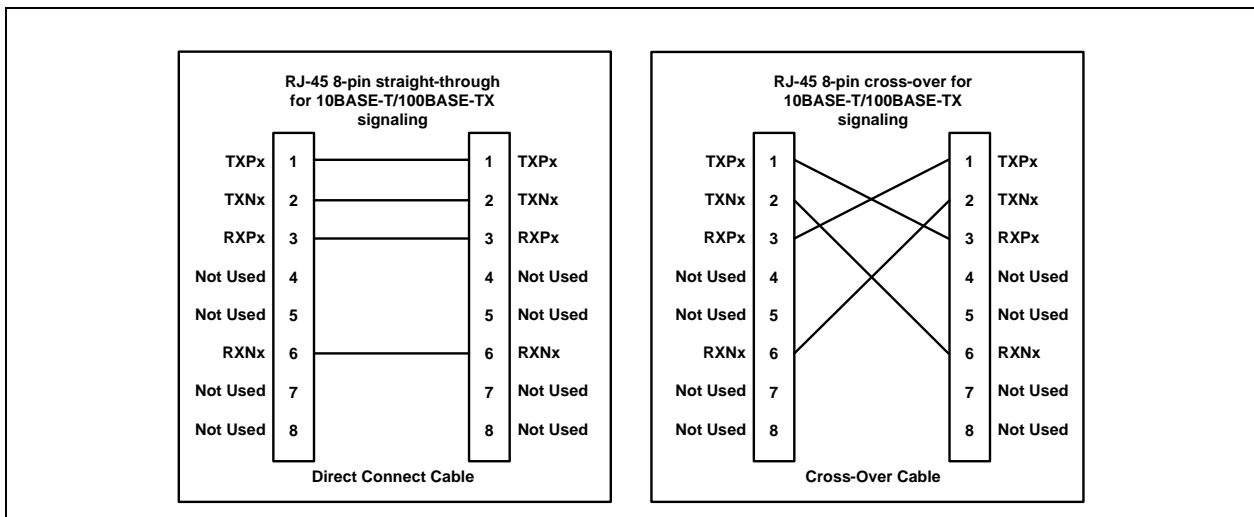 RJ-45 8-pin straight-through
for 10BASE-T/100BASE-TX
signaling
TXPx 1 1 TXPx
TXNx 2 2 TXNx
RXPx 3 3 RXPx
Not Used 4 4 Not Used
Not Used 5 5 Not Used
RXNx 6 6 RXNx
Not Used 7 7 Not Used
Not Used 8 8 Not Used
Direct Connect Cable
RJ-45 8-pin cross-over for
10BASE-T/100BASE-TX
signaling
TXPx 1 1 TXPx
TXNx 2 2 TXNx
RXPx 3 3 RXPx
Not Used 4 4 Not Used
Not Used 5 5 Not Used
RXNx 6 6 RXNx
Not Used 7 7 Not Used
Not Used 8 8 Not Used
Cross-Over Cable